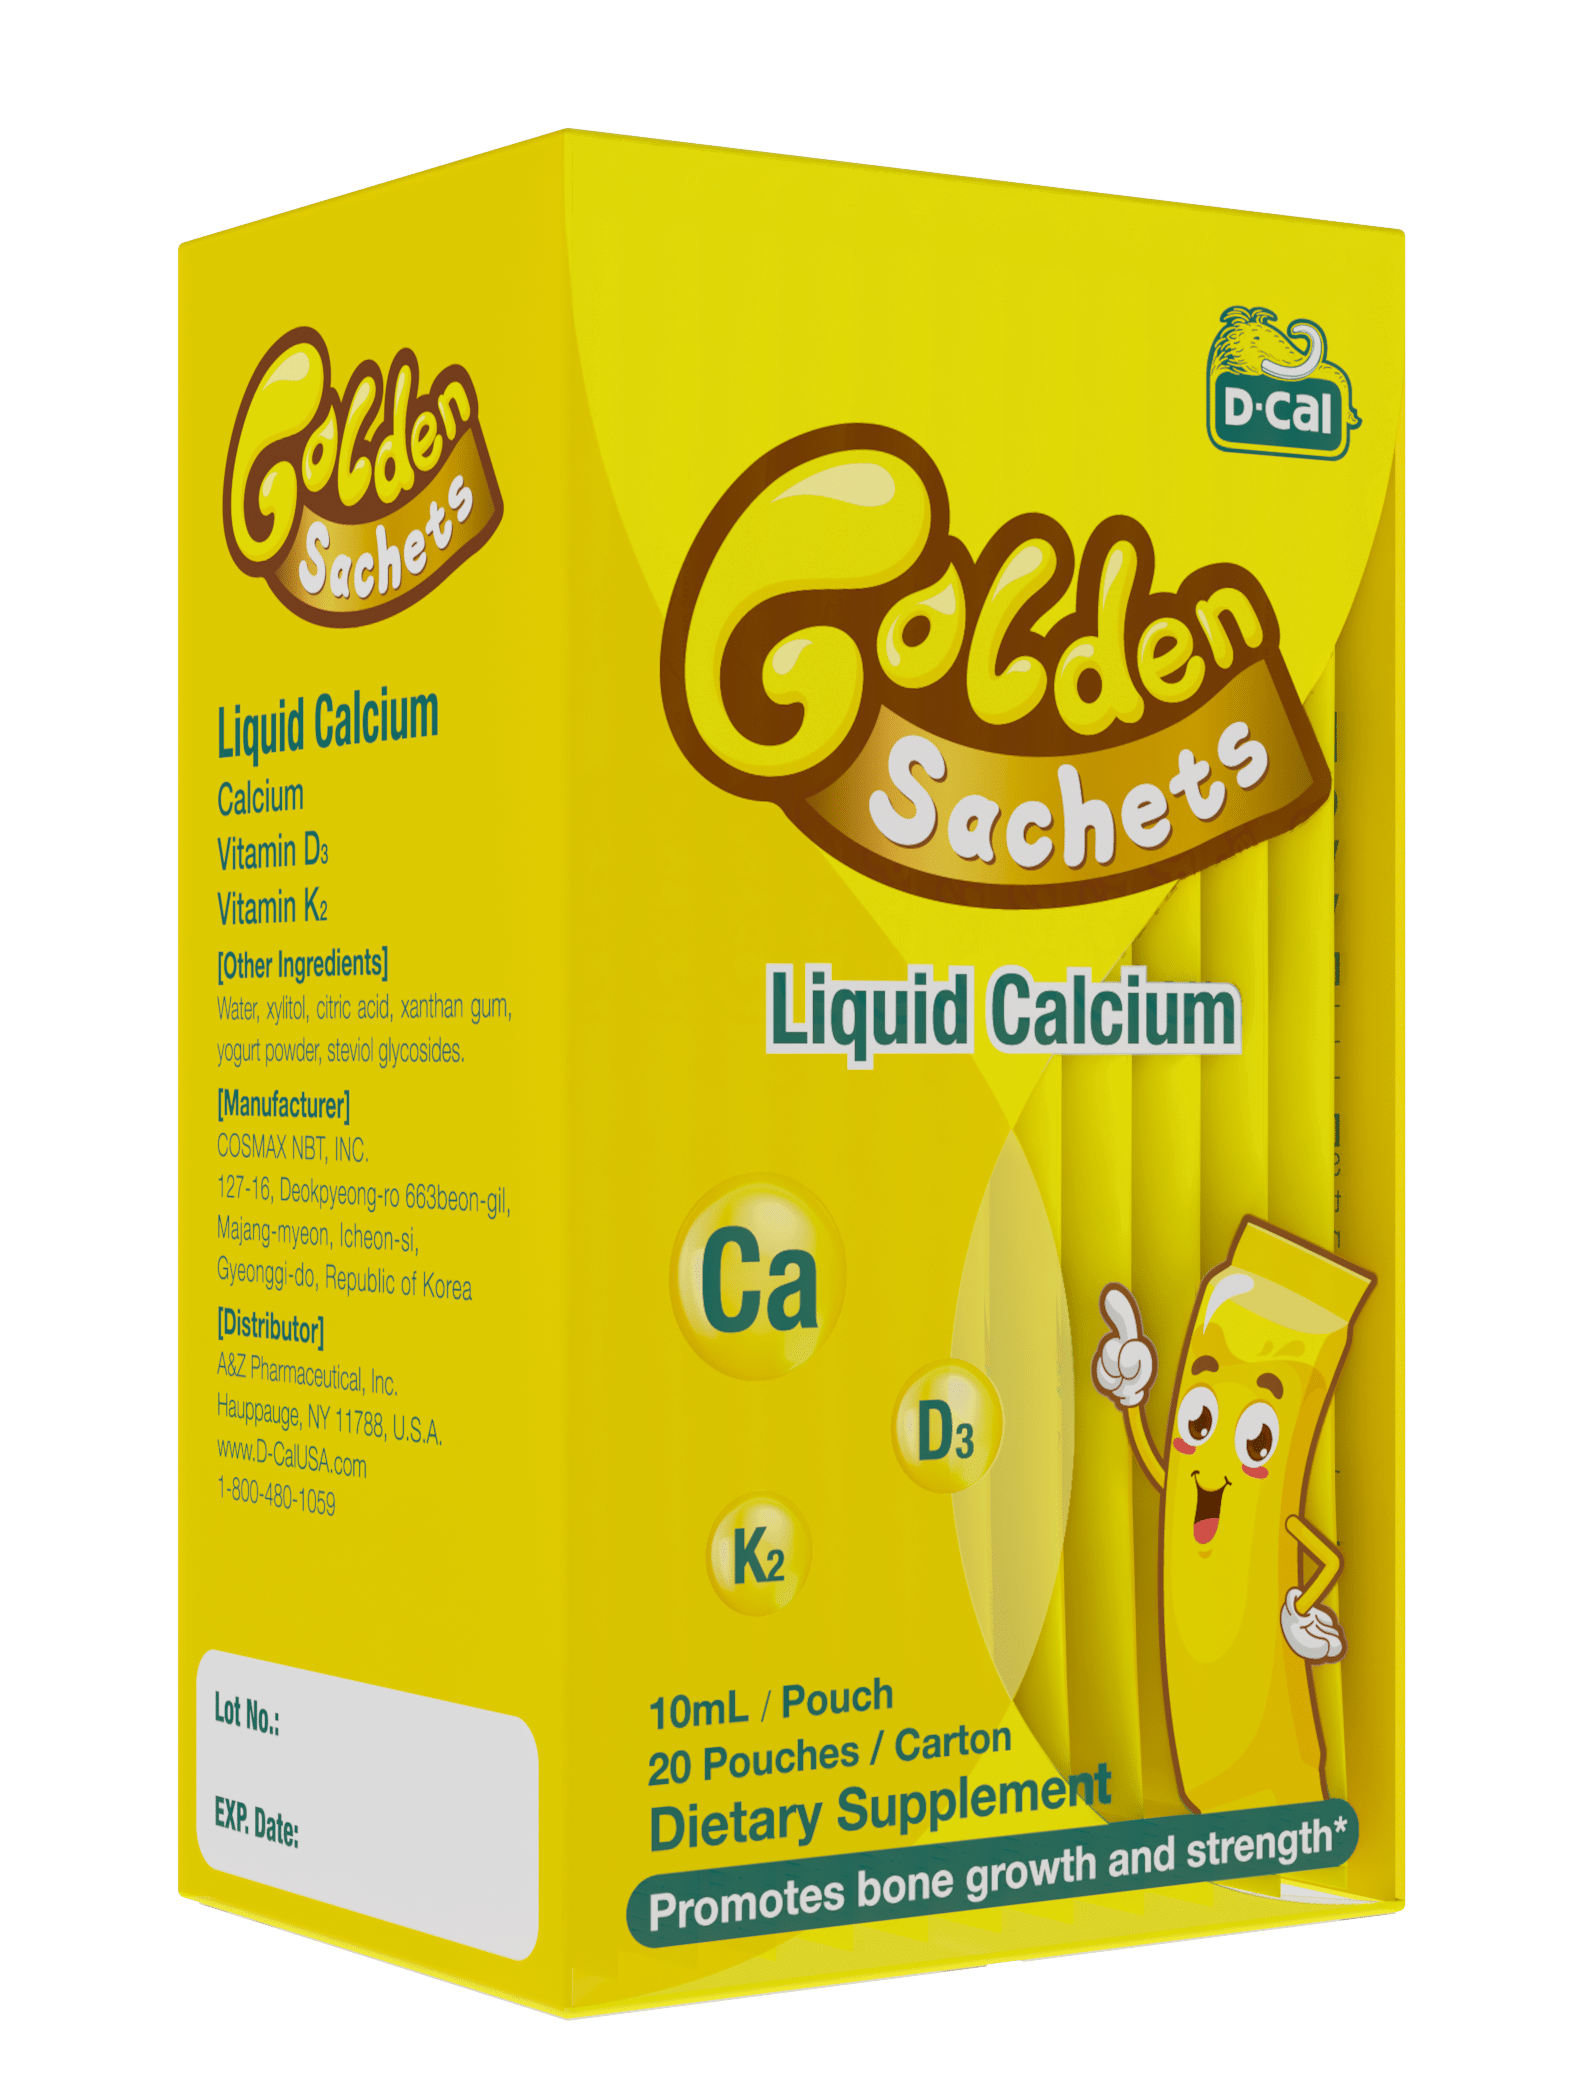 Golden
Sachets
Liquid Calcium
Calcium
Vitamin D3
Vitamin K2
[Other Ingredients]
Water, xylitol, citric acid, xanthan gum,
yogurt powder, steviol glycosides.
[Manufacturer]
COSMAX NBT, INC.
127-16, Deokpyeong-ro 663beon-gil,
Majang-myeon, Icheon-si,
Gyeonggi-do, Republic of Korea
[Distributor]
A&Z Pharmaceutical, Inc.
Hauppauge, NY 11788, U.S.A.
www.D-CalUSA.com
1-800-480-1059
Lot No.:
EXP. Date:
D·Cal
Golden
Sachets
Liquid Calcium
Ca
D3
K2
10mL / Pouch
20 Pouches / Carton
Dietary Supplement
Promotes bone growth and strength*